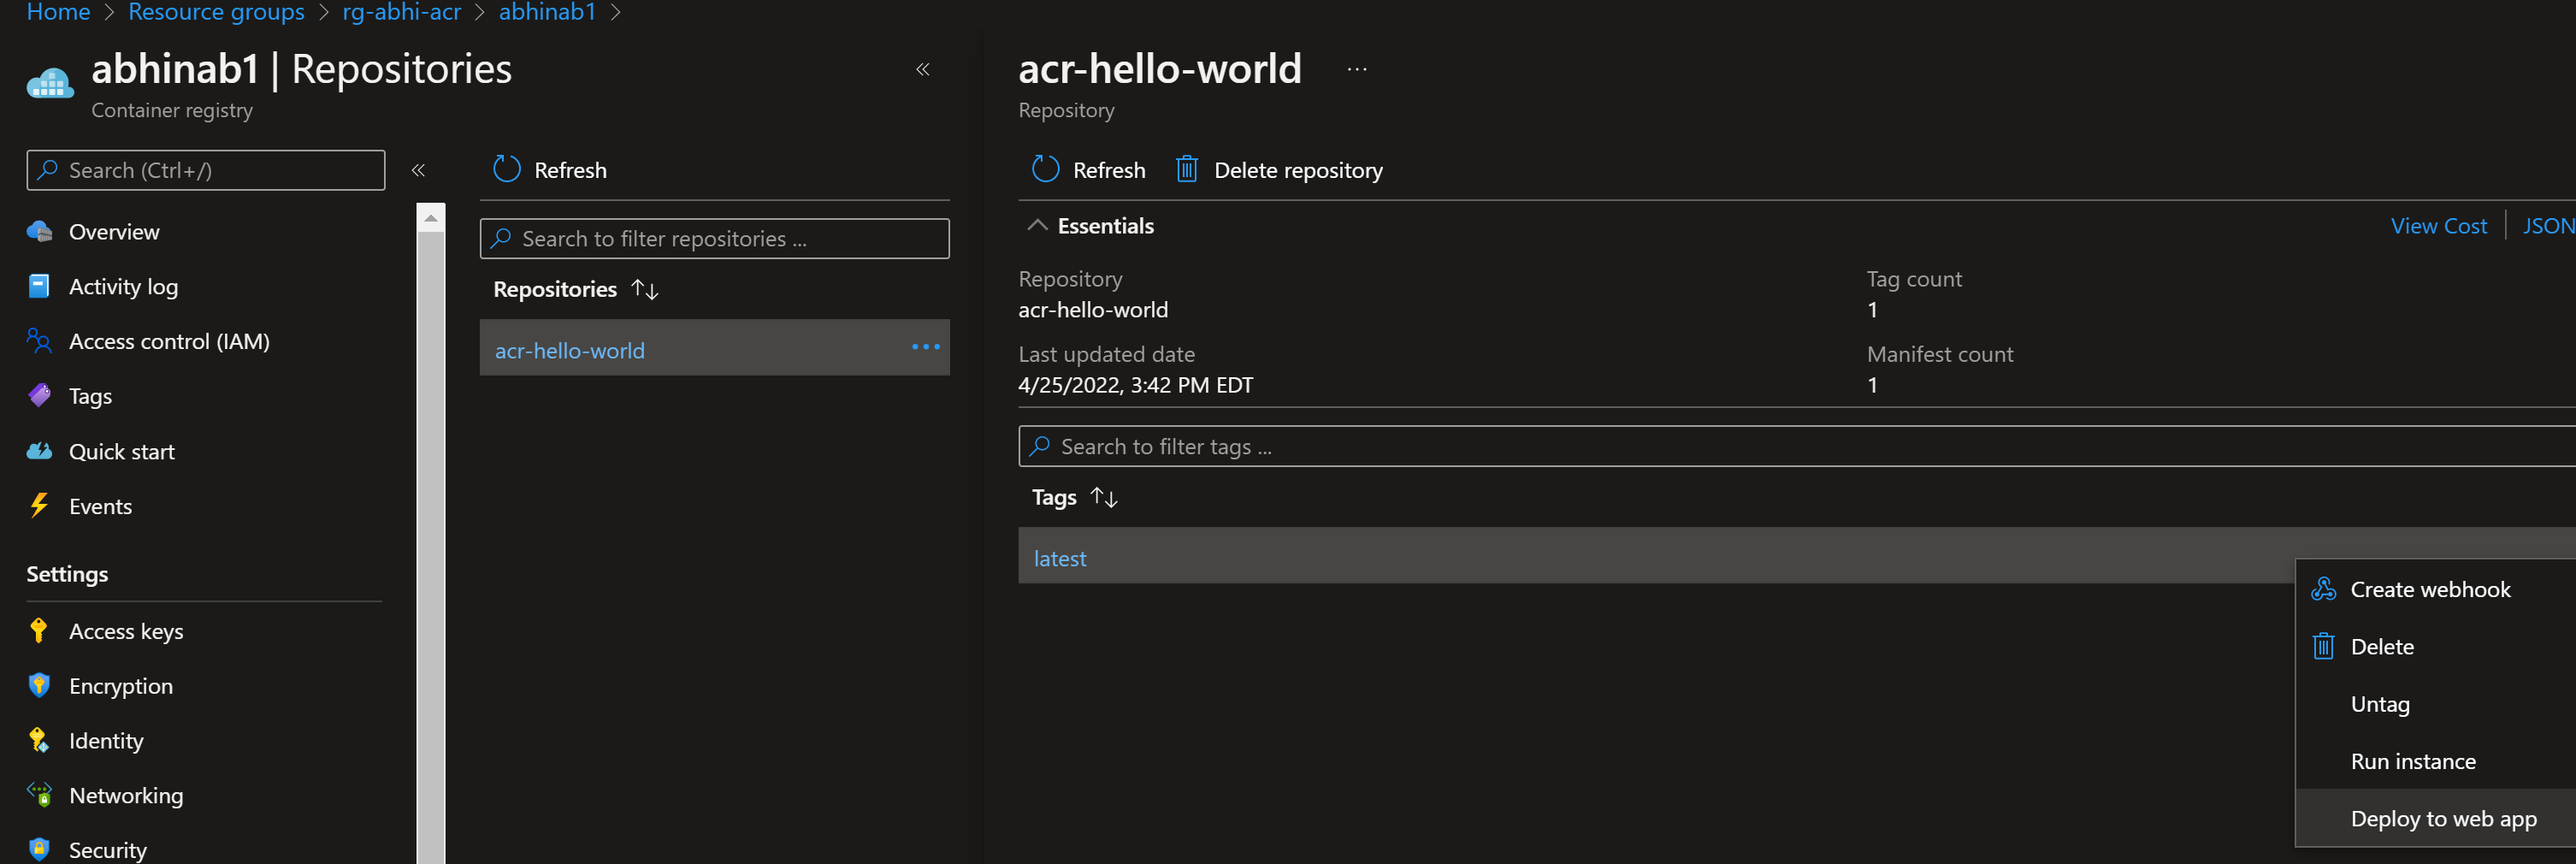 Home > Resource groups > rg-abhi-acr > abhinab1 >
abhinab1 | Repositories
Container registry
Search (Ctrl+/)
Overview
Activity log
Access control (IAM)
Tags
Quick start
Events
Settings
Access keys
Encryption
Identity
Networking
Security
Refresh
Search to filter repositories ...
Repositories
acr-hello-world
acr-hello-world
Repository
Refresh
Delete repository
Essentials
View Cost
JSON
Repository
acr-hello-world
Tag count
1
Last updated date
4/25/2022, 3:42 PM EDT
Manifest count
1
Search to filter tags ...
Tags
latest
Create webhook
Delete
Untag
Run instance
Deploy to web app